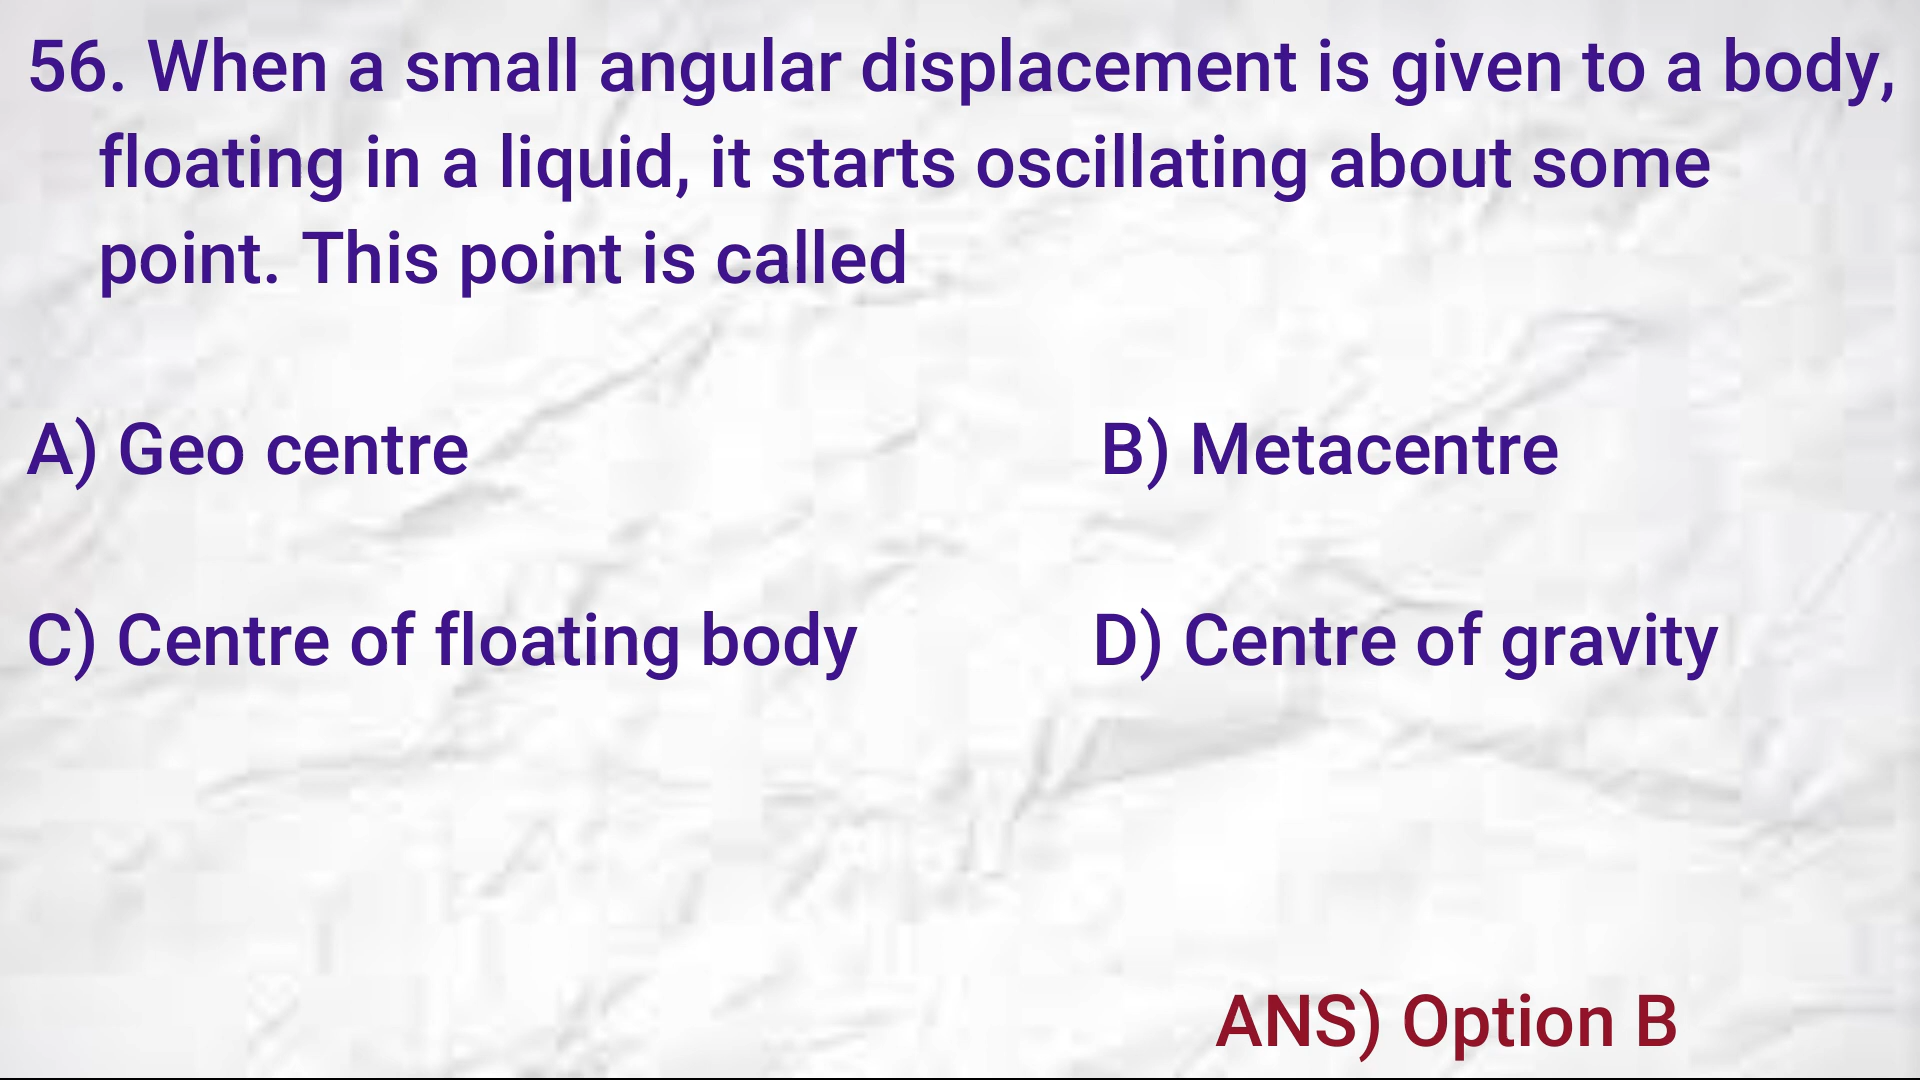 56. When a small angular displacement is given to a body,
floating in a liquid, it starts oscillating about some
point. This point is called
A) Geo centre
B) Metacentre
C) Centre of floating body
D) Centre of gravity
ANS) Option B